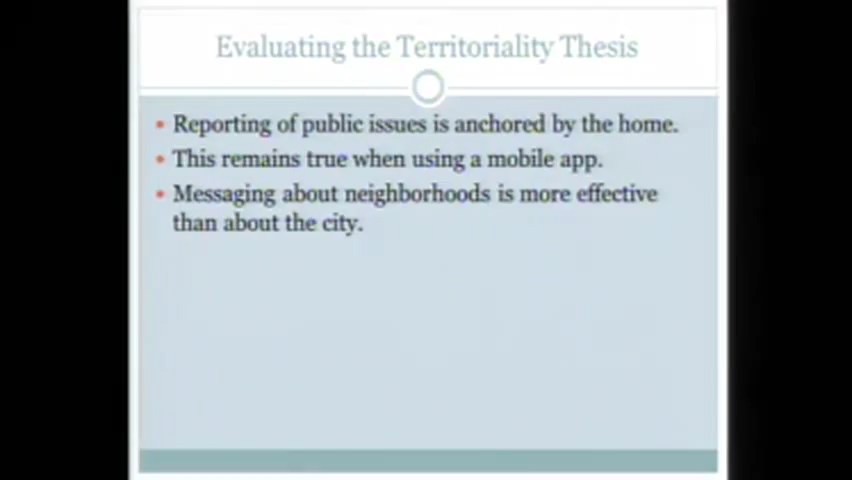 Evaluating the Territoriality Thesis
• Reporting of public issues is anchored by the home.
• This remains true when using a mobile app.
• Messaging about neighborhoods is more effective
than about the city.